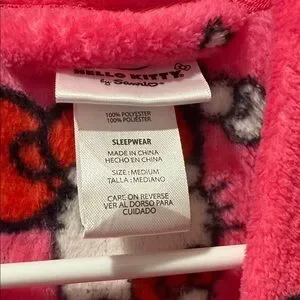 HELLO KITTY.
by Sanrio
100% POLYESTER
100% POLIÉSTER
SLEEPWEAR
MADE IN CHINA
HECHO EN CHINA
SIZE : MEDIUM
TALLA : MEDIANO
CARE ON REVERSE
VER AL DORSO PARA
CUIDADO